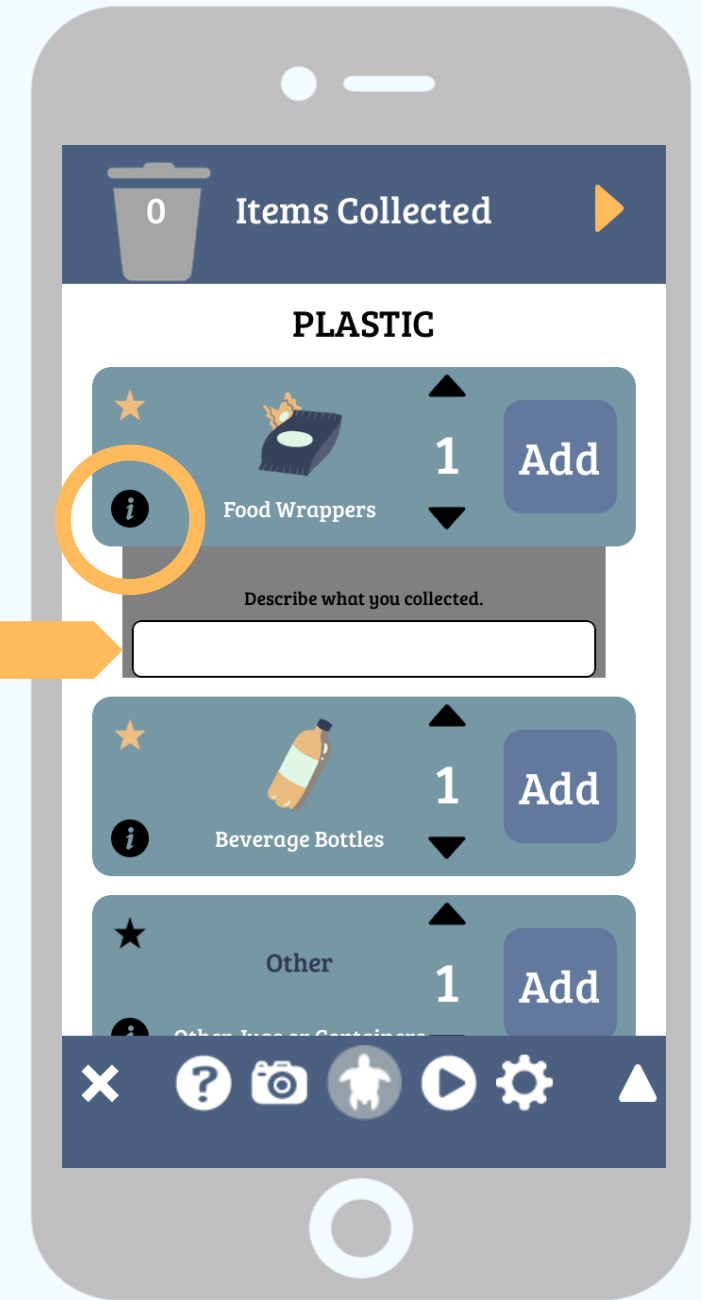 0
Items Collected
PLASTIC
1
Add
i
Food Wrappers
Describe what you collected.
1
Add
i
Beverage Bottles
Other
1
Add
i
?